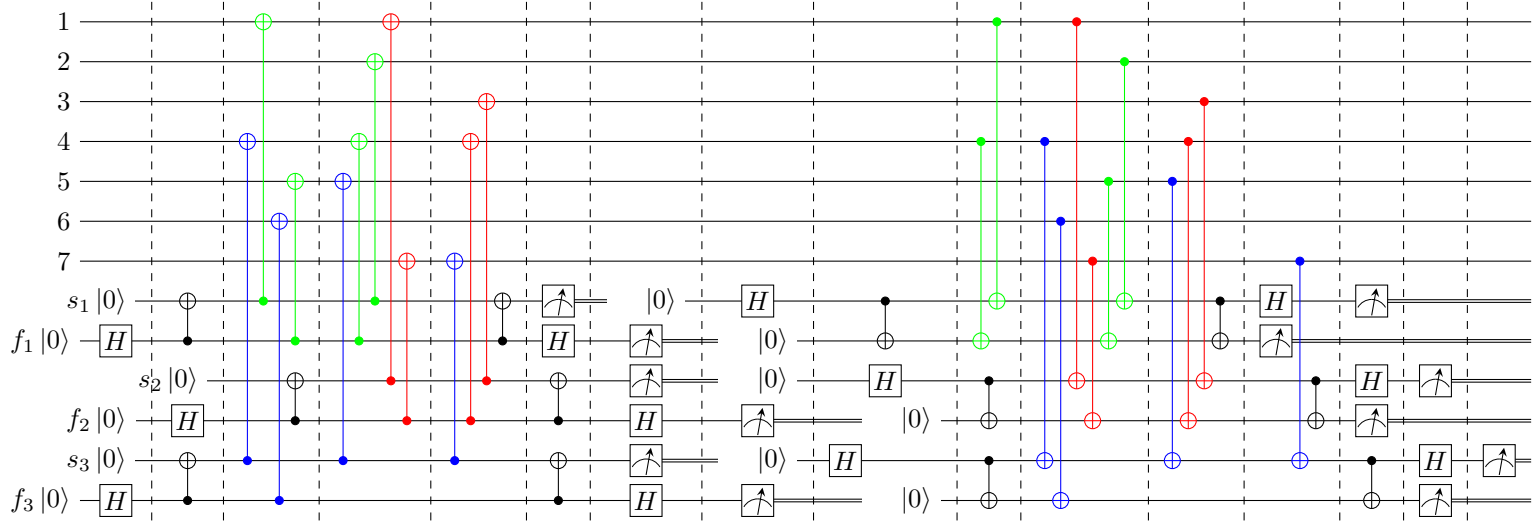 1
2
3
4
5
6
7
s₁ |0⟩ |0⟩ H H
f₁ |0⟩ H H |0⟩
s₂ |0⟩ |0⟩ H H
f₂ |0⟩ H H |0⟩
s₃ |0⟩ |0⟩ H H
f₃ |0⟩ H H |0⟩